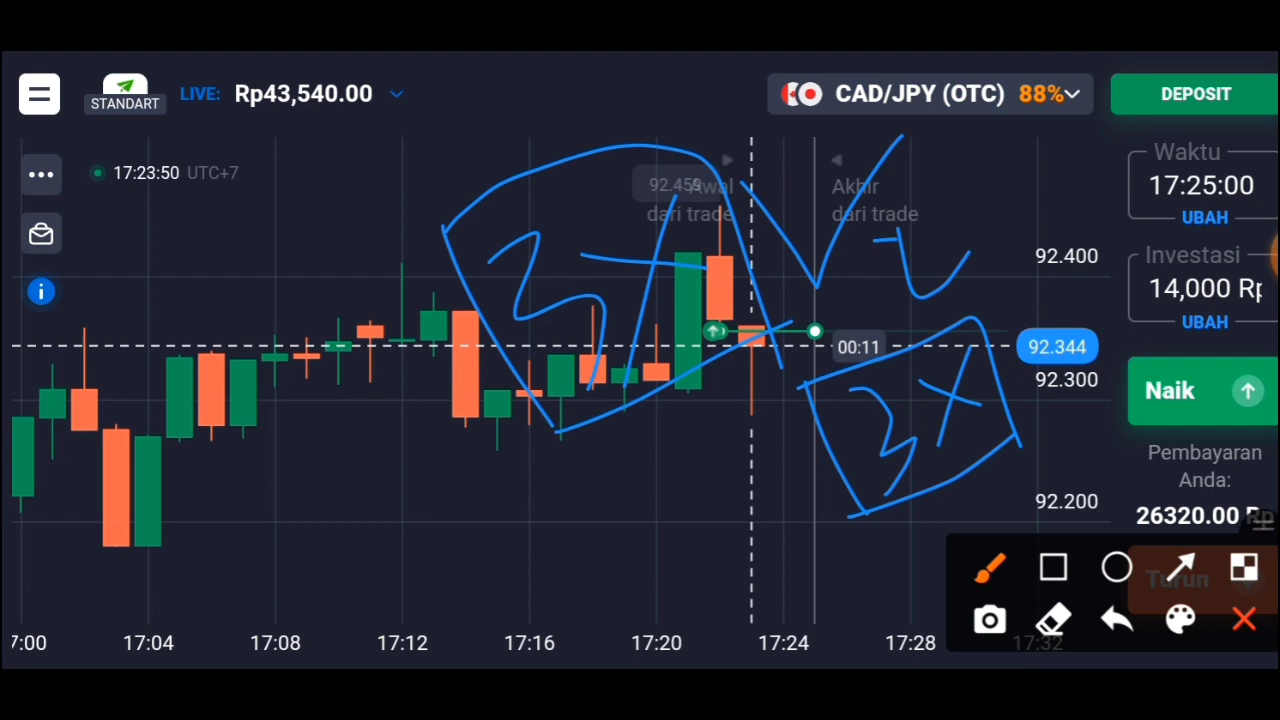 STANDART
LIVE: Rp43,540.00
CAD/JPY (OTC) 88%
DEPOSIT
17:23:50 UTC+7
92.459
Awal
dari trade
Akhir
dari trade
Waktu
17:25:00
UBAH
Investasi
14,000 Rp
UBAH
92.400
92.344
92.300
92.200
00:11
Naik
Pembayaran
Anda:
26320.00 Rp
Turun
7:00 17:04 17:08 17:12 17:16 17:20 17:24 17:28 17:32
3x
3x